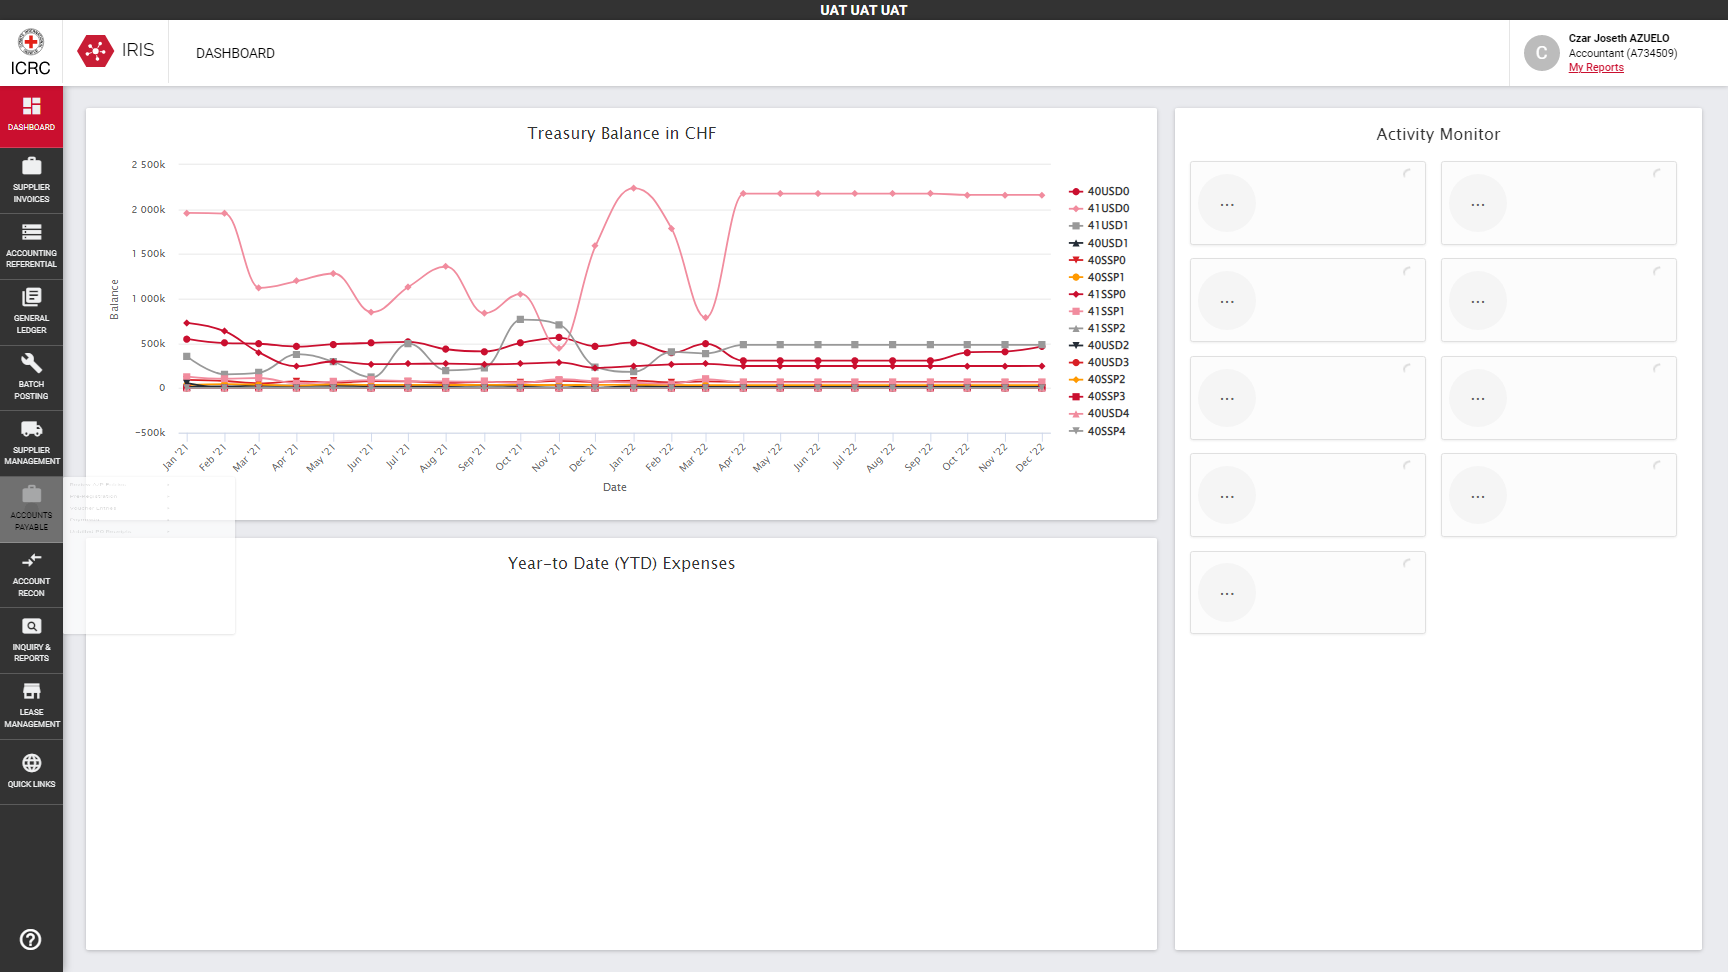 UAT UAT UAT
ICRC
IRIS
DASHBOARD
C
Czar Joseth AZUELO
Accountant (A734509)
My Reports
DASHBOARD
SUPPLIER
INVOICES
ACCOUNTING
REFERENTIAL
GENERAL
LEDGER
BATCH
POSTING
SUPPLIER
MANAGEMENT
ACCOUNTS
PAYABLE
ACCOUNT
RECON
INQUIRY &
REPORTS
LEASE
MANAGEMENT
QUICK LINKS
Treasury Balance in CHF
Balance
2 500k
2 000k
1 500k
1 000k
500k
0
−500k
Jan '21
Feb '21
Mar '21
Apr '21
May '21
Jun '21
Jul '21
Aug '21
Sep '21
Oct '21
Nov '21
Dec '21
Jan '22
Feb '22
Mar '22
Apr '22
May '22
Jun '22
Jul '22
Aug '22
Sep '22
Oct '22
Nov '22
Dec '22
Date
40USD0
41USD0
41USD1
40USD1
40SSP0
40SSP1
41SSP0
41SSP1
41SSP2
40USD2
40USD3
40SSP2
40SSP3
40USD4
40SSP4
Year-to Date (YTD) Expenses
Activity Monitor
...
...
...
...
...
...
...
...
...